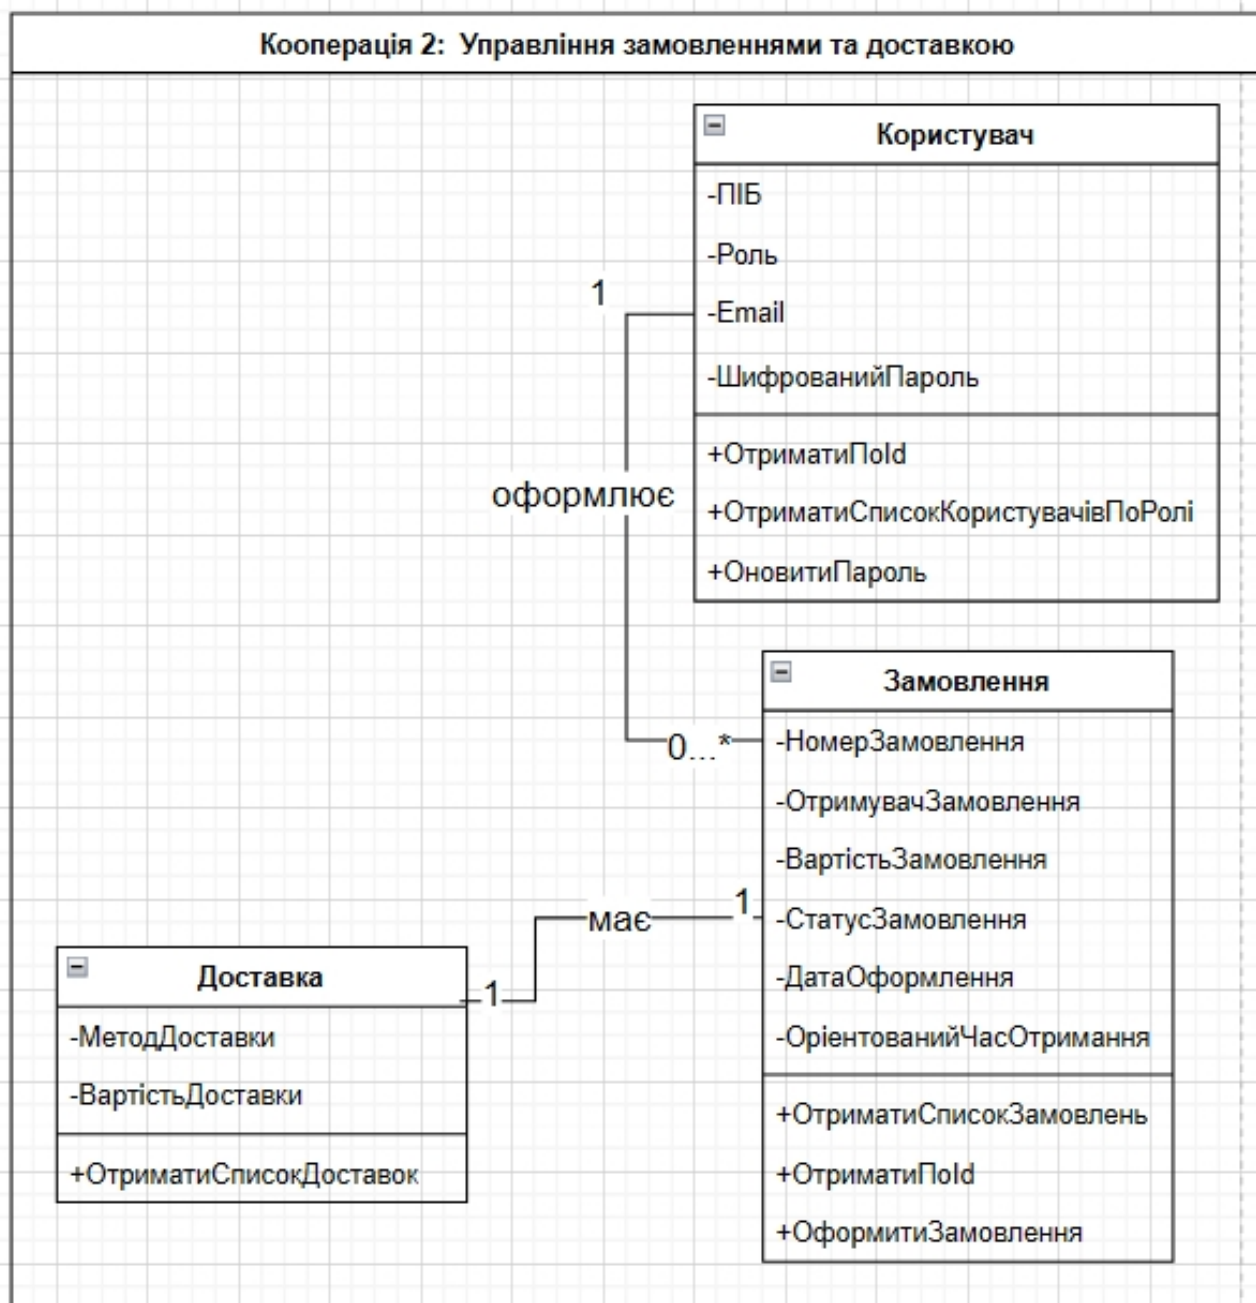 Кооперація 2: Управління замовленнями та доставкою
Користувач
-ПІБ
-Роль
-Email
-ШифрованийПароль
+ОтриматиПоId
+ОтриматиСписокКористувачівПоРолі
+ОновитиПароль
1
оформлює
0...*
Замовлення
-НомерЗамовлення
-ОтримувачЗамовлення
-ВартістьЗамовлення
-СтатусЗамовлення
-ДатаОформлення
-ОріентованийЧасОтримання
+ОтриматиСписокЗамовлень
+ОтриматиПоId
+ОформитиЗамовлення
1
має
1
Доставка
-МетодДоставки
-ВартістьДоставки
+ОтриматиСписокДоставок